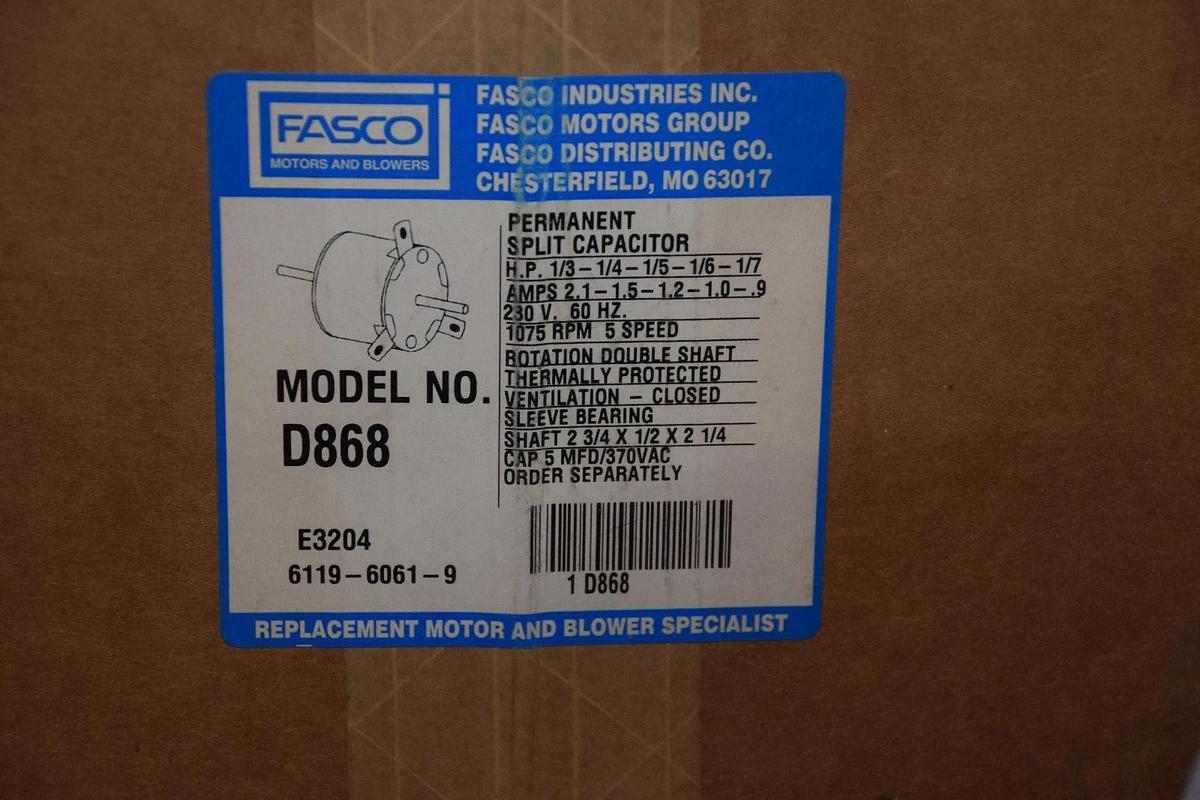 FASCO
MOTORS AND BLOWERS
FASCO INDUSTRIES INC.
FASCO MOTORS GROUP
FASCO DISTRIBUTING CO.
CHESTERFIELD, MO 63017
PERMANENT
SPLIT CAPACITOR
H.P. 1/3 – 1/4 – 1/5 – 1/6 – 1/7
AMPS 2.1 – 1.5 – 1.2 – 1.0 – .9
230 V. 60 HZ.
1075 RPM 5 SPEED
ROTATION DOUBLE SHAFT
THERMALLY PROTECTED
VENTILATION – CLOSED
SLEEVE BEARING
SHAFT 2 3/4 X 1/2 X 2 1/4
CAP 5 MFD/370VAC
ORDER SEPARATELY
MODEL NO.
D868
E3204
6119 – 6061 – 9
1 D868
REPLACEMENT MOTOR AND BLOWER SPECIALIST